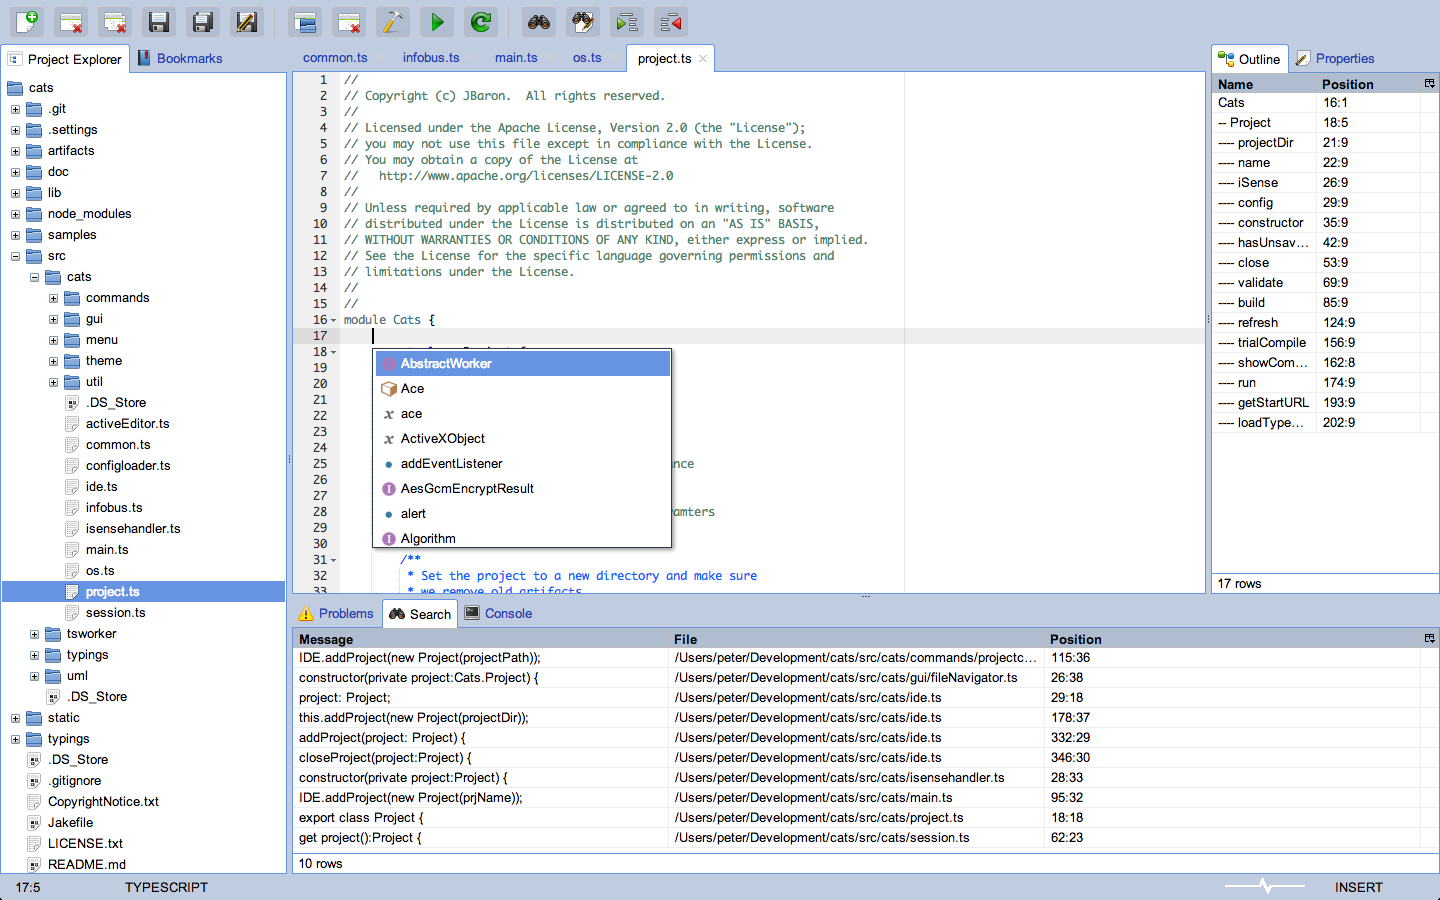 Project Explorer
Bookmarks
cats
.git
.settings
artifacts
doc
lib
node_modules
samples
src
cats
commands
gui
menu
theme
util
.DS_Store
activeEditor.ts
common.ts
configloader.ts
ide.ts
infobus.ts
isensehandler.ts
main.ts
os.ts
project.ts
session.ts
tsworker
typings
uml
.DS_Store
static
typings
.DS_Store
.gitignore
CopyrightNotice.txt
Jakefile
LICENSE.txt
README.md
common.ts infobus.ts main.ts os.ts project.ts
1 //
2 // Copyright (c) JBaron.  All rights reserved.
3 //
4 // Licensed under the Apache License, Version 2.0 (the "License");
5 // you may not use this file except in compliance with the License.
6 // You may obtain a copy of the License at
7 //   http://www.apache.org/licenses/LICENSE-2.0
8 //
9 // Unless required by applicable law or agreed to in writing, software
10 // distributed under the License is distributed on an "AS IS" BASIS,
11 // WITHOUT WARRANTIES OR CONDITIONS OF ANY KIND, either express or implied.
12 // See the License for the specific language governing permissions and
13 // limitations under the License.
14 //
15 //
16 module Cats {
17
18
19
20
21
22
23
24
25 nce
26
27
28 amters
29
30
31 /**
32 * Set the project to a new directory and make sure
33 * we remove old artifacts
AbstractWorker
Ace
ace
ActiveXObject
addEventListener
AesGcmEncryptResult
alert
Algorithm
Outline Properties
Name Position
Cats 16:1
-- Project 18:5
---- projectDir 21:9
---- name 22:9
---- iSense 26:9
---- config 29:9
---- constructor 35:9
---- hasUnsav... 42:9
---- close 53:9
---- validate 69:9
---- build 85:9
---- refresh 124:9
---- trialCompile 156:9
---- showCom... 162:8
---- run 174:9
---- getStartURL 193:9
---- loadType... 202:9
17 rows
Problems Search Console
Message File Position
IDE.addProject(new Project(projectPath)); /Users/peter/Development/cats/src/cats/commands/projectc... 115:36
constructor(private project:Cats.Project) { /Users/peter/Development/cats/src/cats/gui/fileNavigator.ts 26:38
project: Project; /Users/peter/Development/cats/src/cats/ide.ts 29:18
this.addProject(new Project(projectDir)); /Users/peter/Development/cats/src/cats/ide.ts 178:37
addProject(project: Project) { /Users/peter/Development/cats/src/cats/ide.ts 332:29
closeProject(project:Project) { /Users/peter/Development/cats/src/cats/ide.ts 346:30
constructor(private project:Project) { /Users/peter/Development/cats/src/cats/isensehandler.ts 28:33
IDE.addProject(new Project(prjName)); /Users/peter/Development/cats/src/cats/main.ts 95:32
export class Project { /Users/peter/Development/cats/src/cats/project.ts 18:18
get project():Project { /Users/peter/Development/cats/src/cats/session.ts 62:23
10 rows
17:5 TYPESCRIPT INSERT